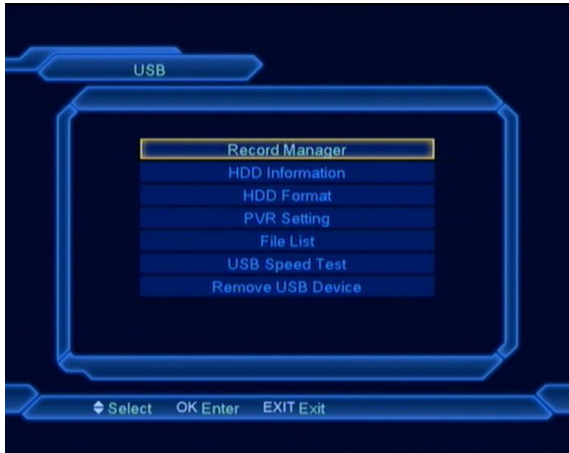 USB
Record Manager
HDD Information
HDD Format
PVR Setting
File List
USB Speed Test
Remove USB Device
Select OK Enter EXIT Exit